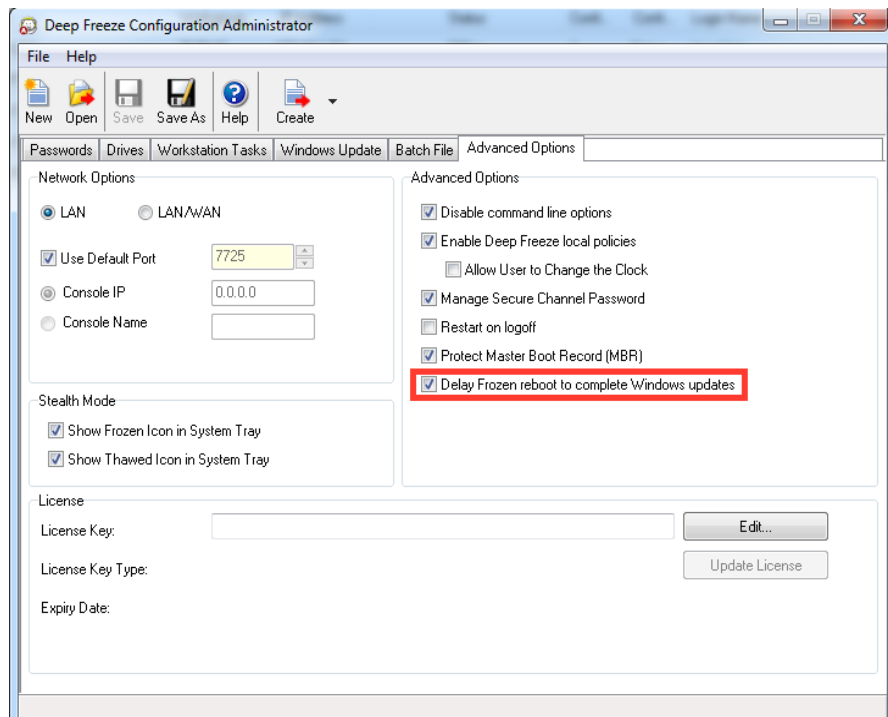 Deep Freeze Configuration Administrator
File Help
New Open Save Save As Help Create
Passwords Drives Workstation Tasks Windows Update Batch File Advanced Options
Network Options
LAN LAN/WAN
Use Default Port 7725
Console IP 0.0.0.0
Console Name
Stealth Mode
Show Frozen Icon in System Tray
Show Thawed Icon in System Tray
Advanced Options
Disable command line options
Enable Deep Freeze local policies
Allow User to Change the Clock
Manage Secure Channel Password
Restart on logoff
Protect Master Boot Record (MBR)
Delay Frozen reboot to complete Windows updates
License
License Key: Edit...
License Key Type: Update License
Expiry Date: